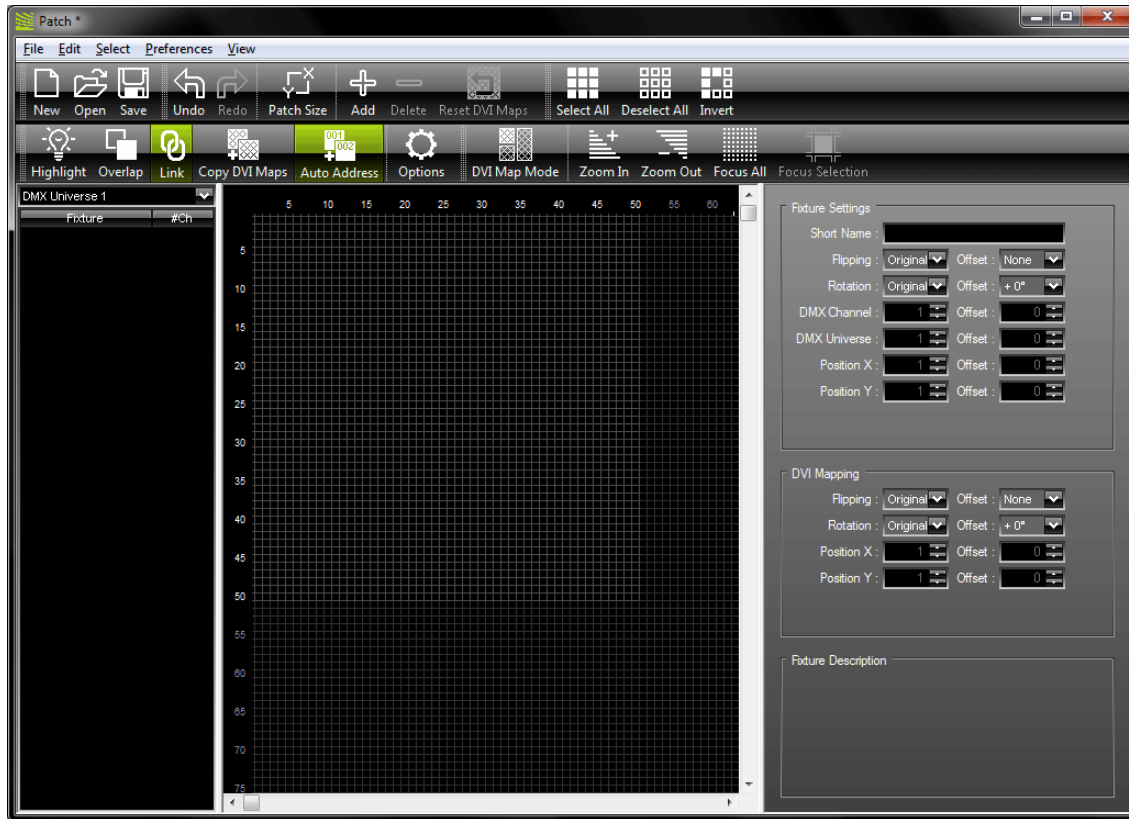 Patch *
File Edit Select Preferences View
New Open Save Undo Redo Patch Size Add Delete Reset DVI Maps Select All Deselect All Invert
001
002
Highlight Overlap Link Copy DVI Maps Auto Address Options DVI Map Mode Zoom In Zoom Out Focus All Focus Selection
DMX Universe 1
Fixture #Ch
5 10 15 20 25 30 35 40 45 50 55 60
5
10
15
20
25
30
35
40
45
50
55
60
65
70
75
Fixture Settings
Short Name :
Flipping : Original Offset : None
Rotation : Original Offset : + 0°
DMX Channel : 1 Offset : 0
DMX Universe : 1 Offset : 0
Position X : 1 Offset : 0
Position Y : 1 Offset : 0
DVI Mapping
Flipping : Original Offset : None
Rotation : Original Offset : + 0°
Position X : 1 Offset : 0
Position Y : 1 Offset : 0
Fixture Description